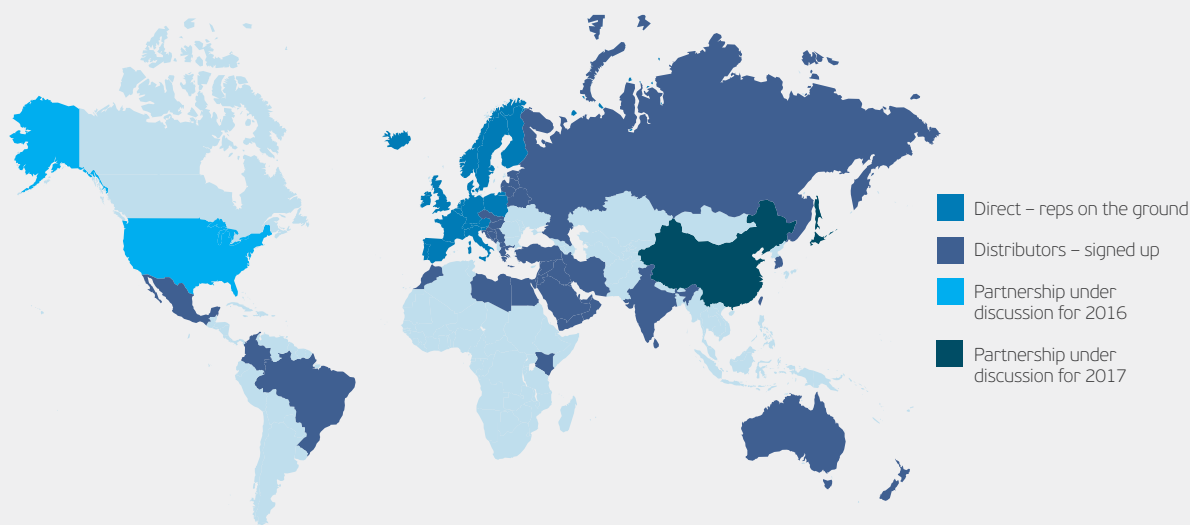 Direct – reps on the ground
Distributors – signed up
Partnership under
discussion for 2016
Partnership under
discussion for 2017